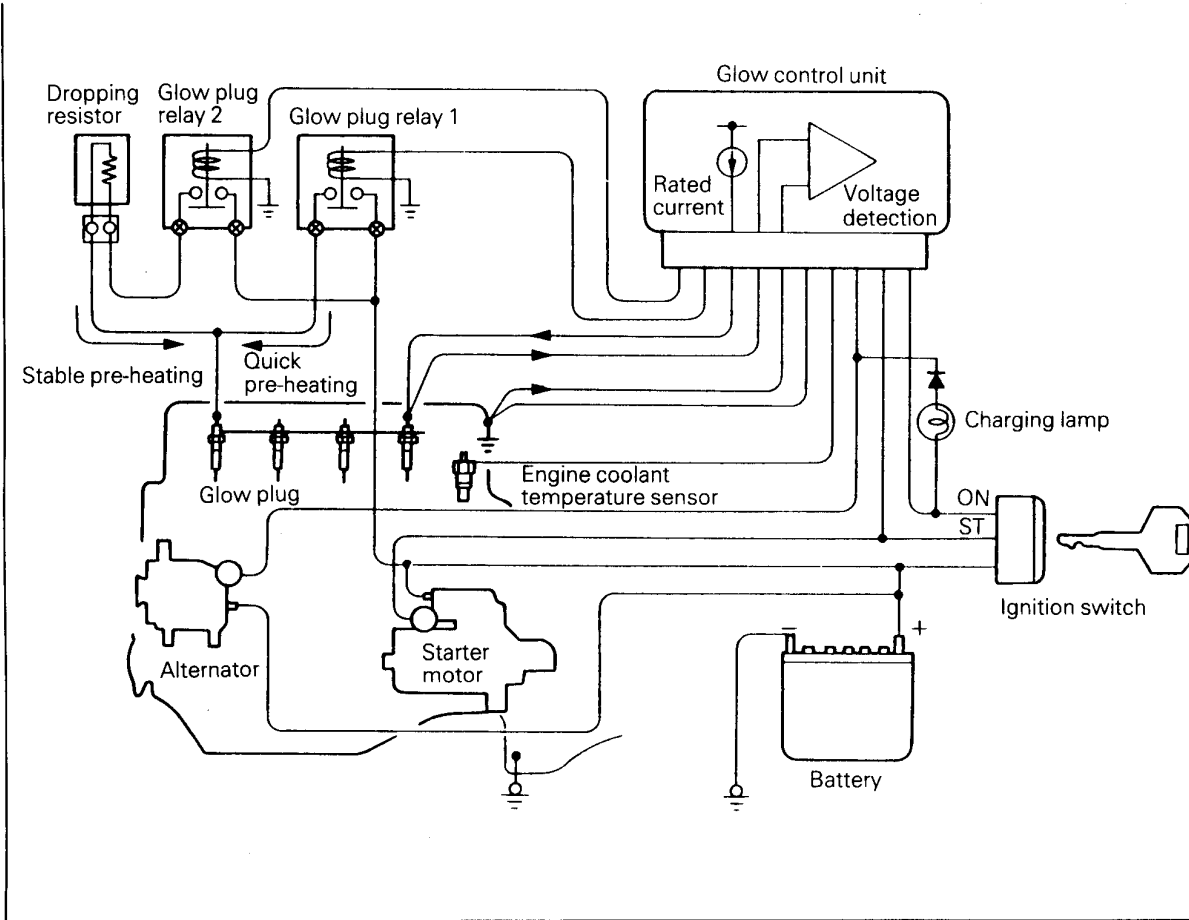 Glow control unit
Dropping
resistor
Glow plug
relay 2
Glow plug relay 1
Rated
current
Voltage
detection
Stable pre-heating
Quick
pre-heating
Charging lamp
Glow plug
Engine coolant
temperature sensor
ON
ST
Ignition switch
Alternator
Starter
motor
− +
Battery